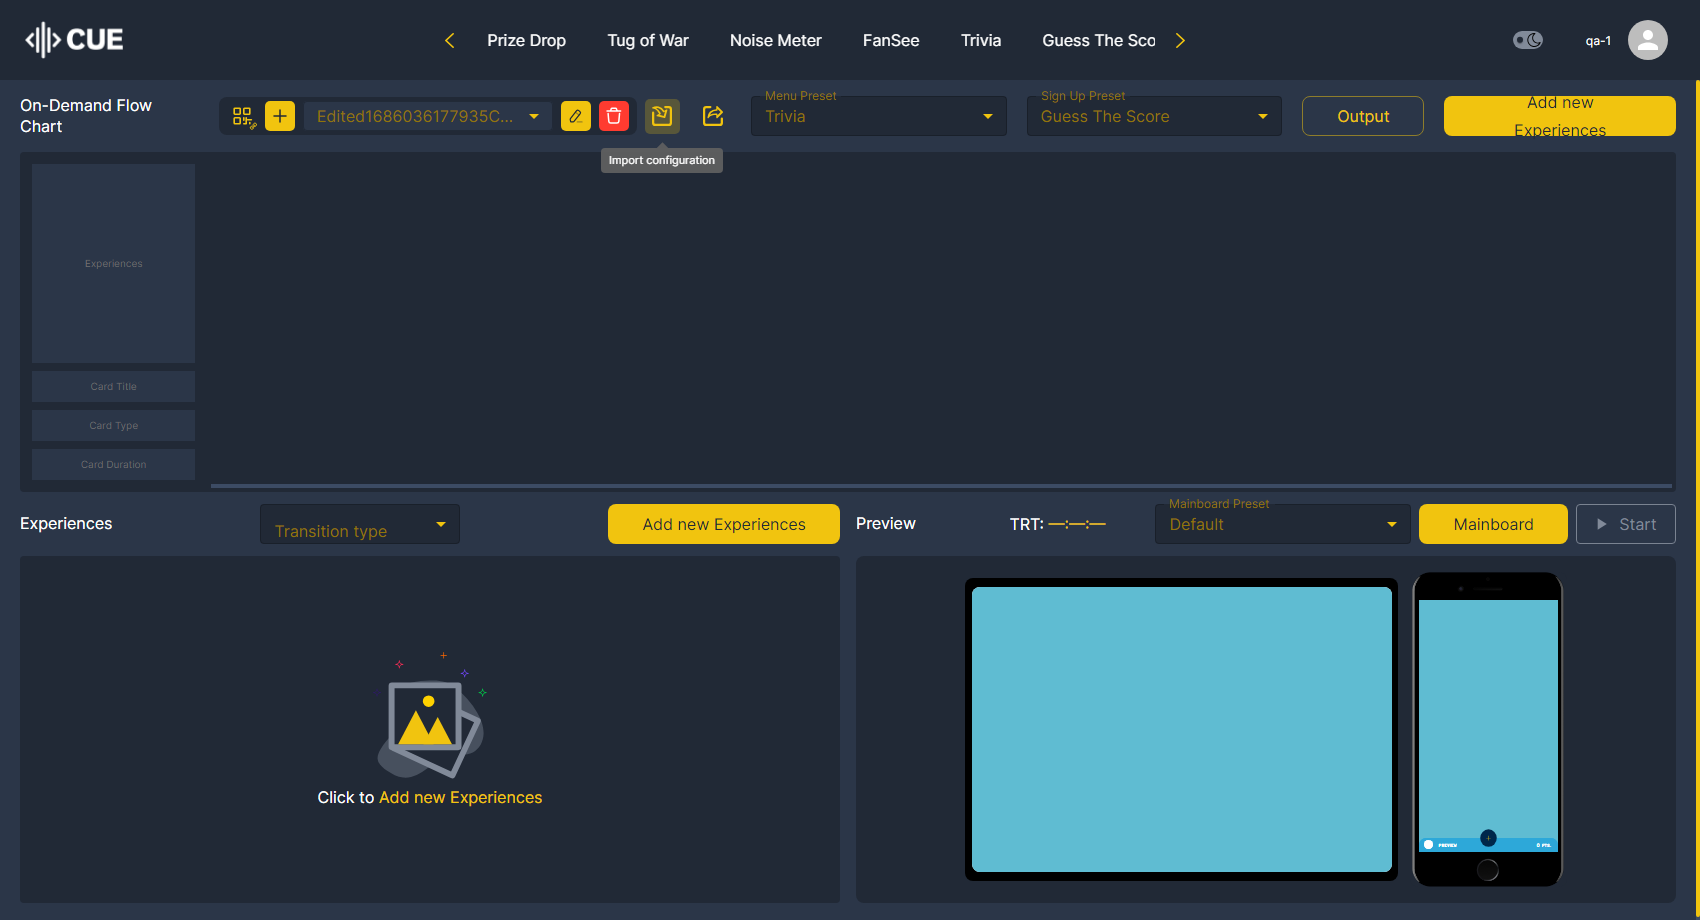 CUE
Prize Drop
Tug of War
Noise Meter
FanSee
Trivia
Guess The Sco
qa-1
On-Demand Flow
Chart
Edited1686036177935C...
Menu Preset
Trivia
Sign Up Preset
Guess The Score
Output
Add new
Experiences
Import configuration
Experiences
Card Title
Card Type
Card Duration
Experiences
Transition type
Add new Experiences
Preview
TRT: —:—:—
Mainboard Preset
Default
Mainboard
Start
Click to Add new Experiences
PREVIEW
0 PTS.